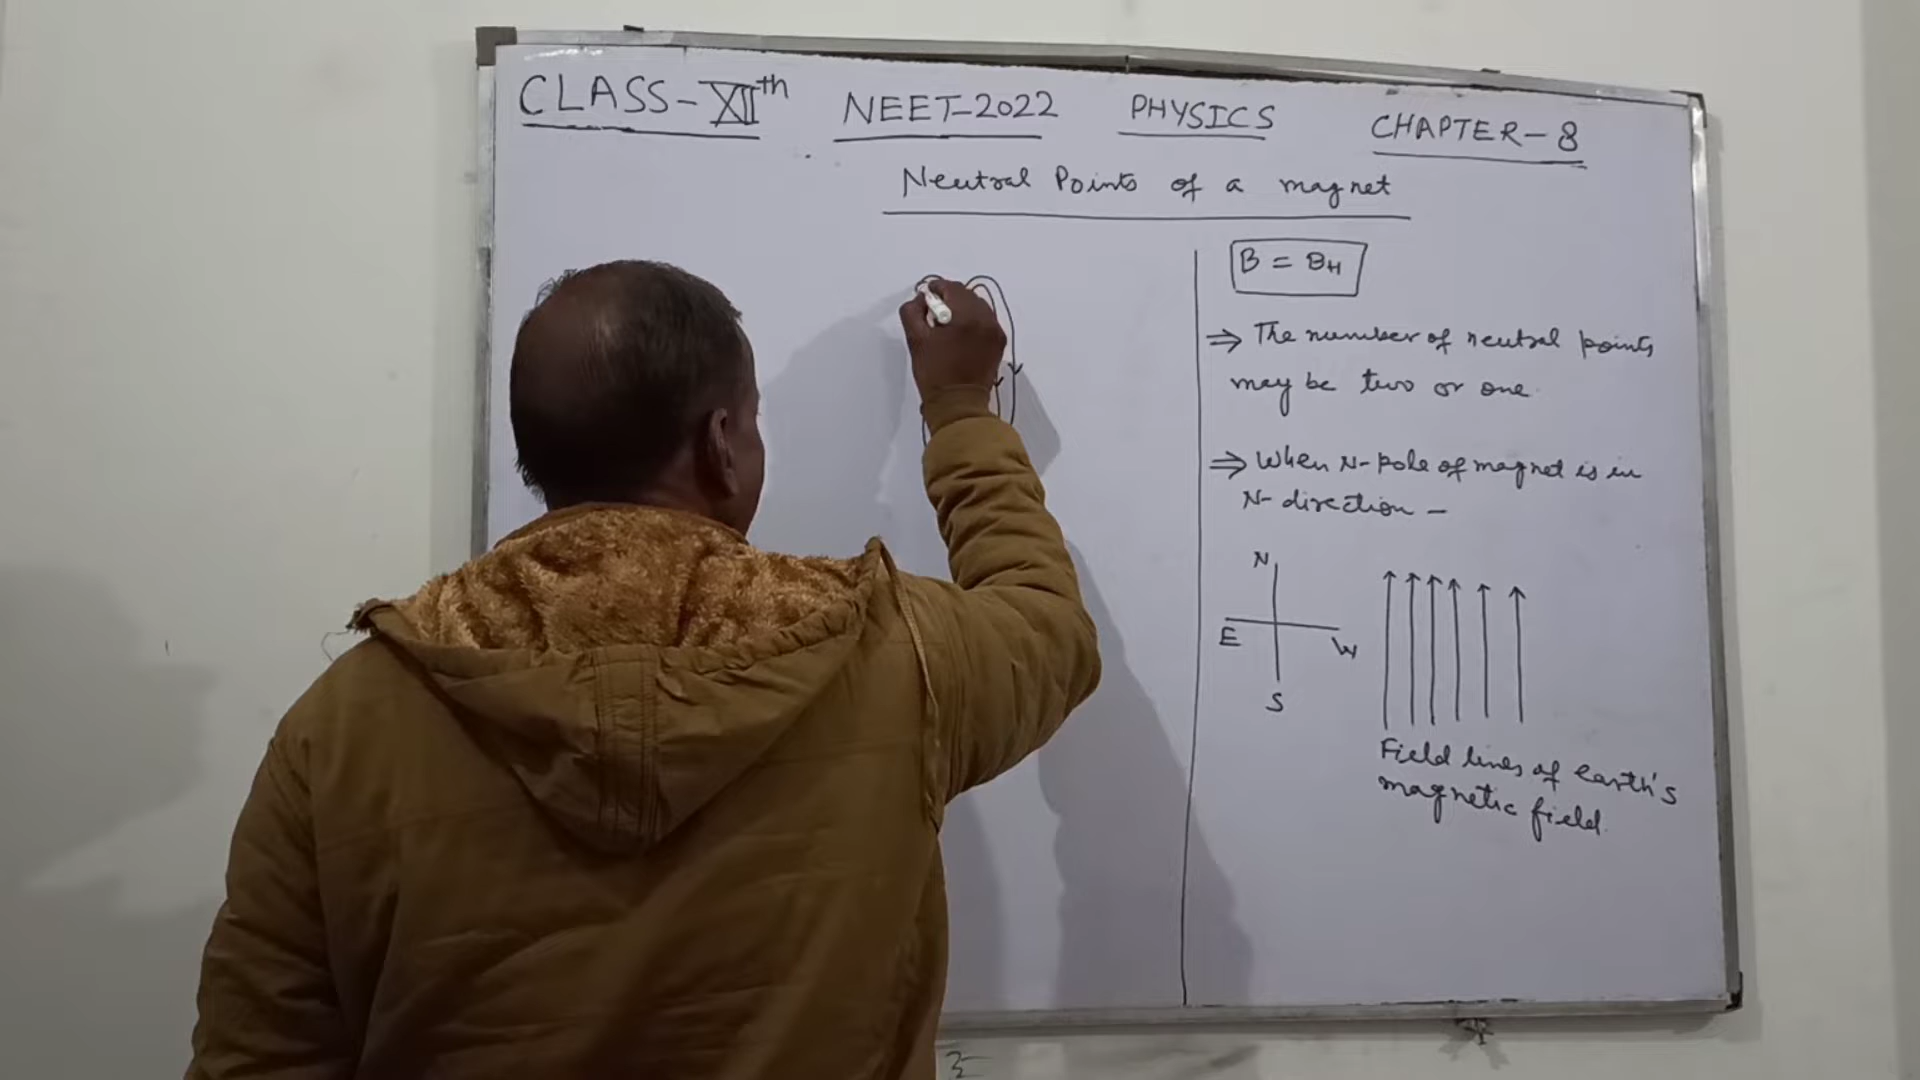 CLASS-XIIth NEET-2022 PHYSICS CHAPTER-8
Neutral Points of a magnet
B = BH
⇒ The number of neutral points
may be two or one.
⇒ When N-pole of magnet is in
N-direction -
N
E W
S
Field lines of earth's
magnetic field.